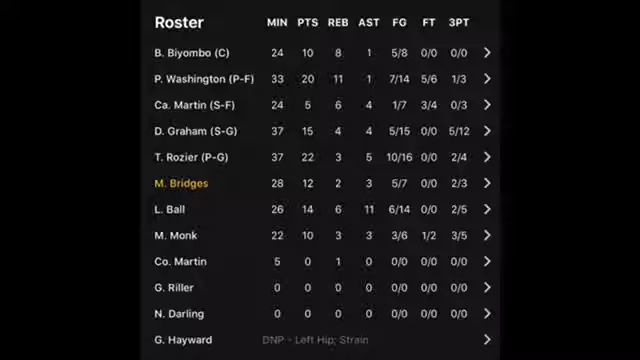 Roster MIN PTS REB AST FG FT 3PT
B. Biyombo (C) 24 10 8 1 5/8 0/0 0/0
P. Washington (P-F) 33 20 11 1 7/14 5/6 1/3
Ca. Martin (S-F) 24 5 6 4 1/7 3/4 0/3
D. Graham (S-G) 37 15 4 4 5/15 0/0 5/12
T. Rozier (P-G) 37 22 3 5 10/16 0/0 2/4
M. Bridges 28 12 2 3 5/7 0/0 2/3
L. Ball 26 14 6 11 6/14 0/0 2/5
M. Monk 22 10 3 3 3/6 1/2 3/5
Co. Martin 5 0 1 0 0/0 0/0 0/0
G. Riller 0 0 0 0 0/0 0/0 0/0
N. Darling 0 0 0 0 0/0 0/0 0/0
G. Hayward DNP - Left Hip; Strain